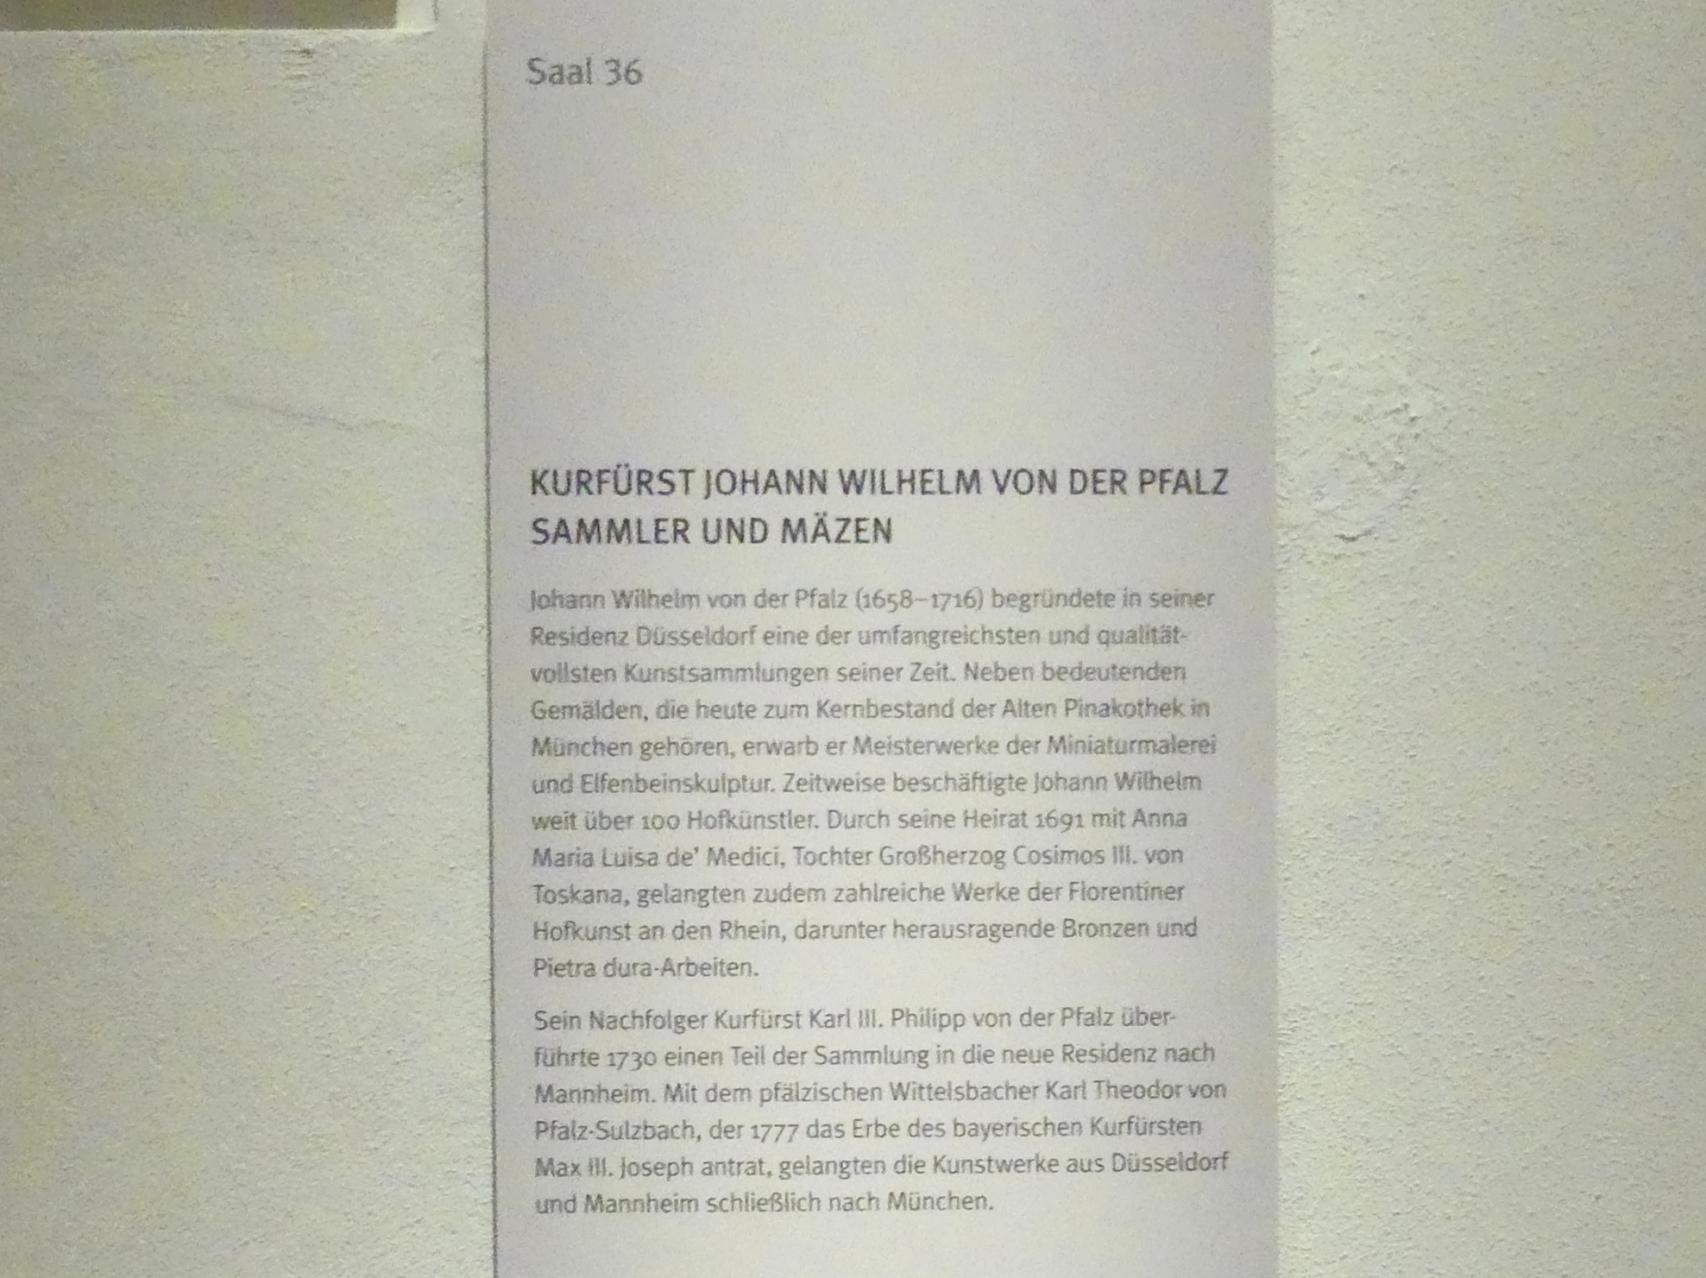 Saal 36
KURFÜRST JOHANN WILHELM VON DER PFALZ
SAMMLER UND MÄZEN
Johann Wilhelm von der Pfalz (1658–1716) begründete in seiner
Residenz Düsseldorf eine der umfangreichsten und qualität-
vollsten Kunstsammlungen seiner Zeit. Neben bedeutenden
Gemälden, die heute zum Kernbestand der Alten Pinakothek in
München gehören, erwarb er Meisterwerke der Miniaturmalerei
und Elfenbeinskulptur. Zeitweise beschäftigte Johann Wilhelm
weit über 100 Hofkünstler. Durch seine Heirat 1691 mit Anna
Maria Luisa de' Medici, Tochter Großherzog Cosimos III. von
Toskana, gelangten zudem zahlreiche Werke der Florentiner
Hofkunst an den Rhein, darunter herausragende Bronzen und
Pietra dura-Arbeiten.
Sein Nachfolger Kurfürst Karl III. Philipp von der Pfalz über-
führte 1730 einen Teil der Sammlung in die neue Residenz nach
Mannheim. Mit dem pfälzischen Wittelsbacher Karl Theodor von
Pfalz-Sulzbach, der 1777 das Erbe des bayerischen Kurfürsten
Max III. Joseph antrat, gelangten die Kunstwerke aus Düsseldorf
und Mannheim schließlich nach München.